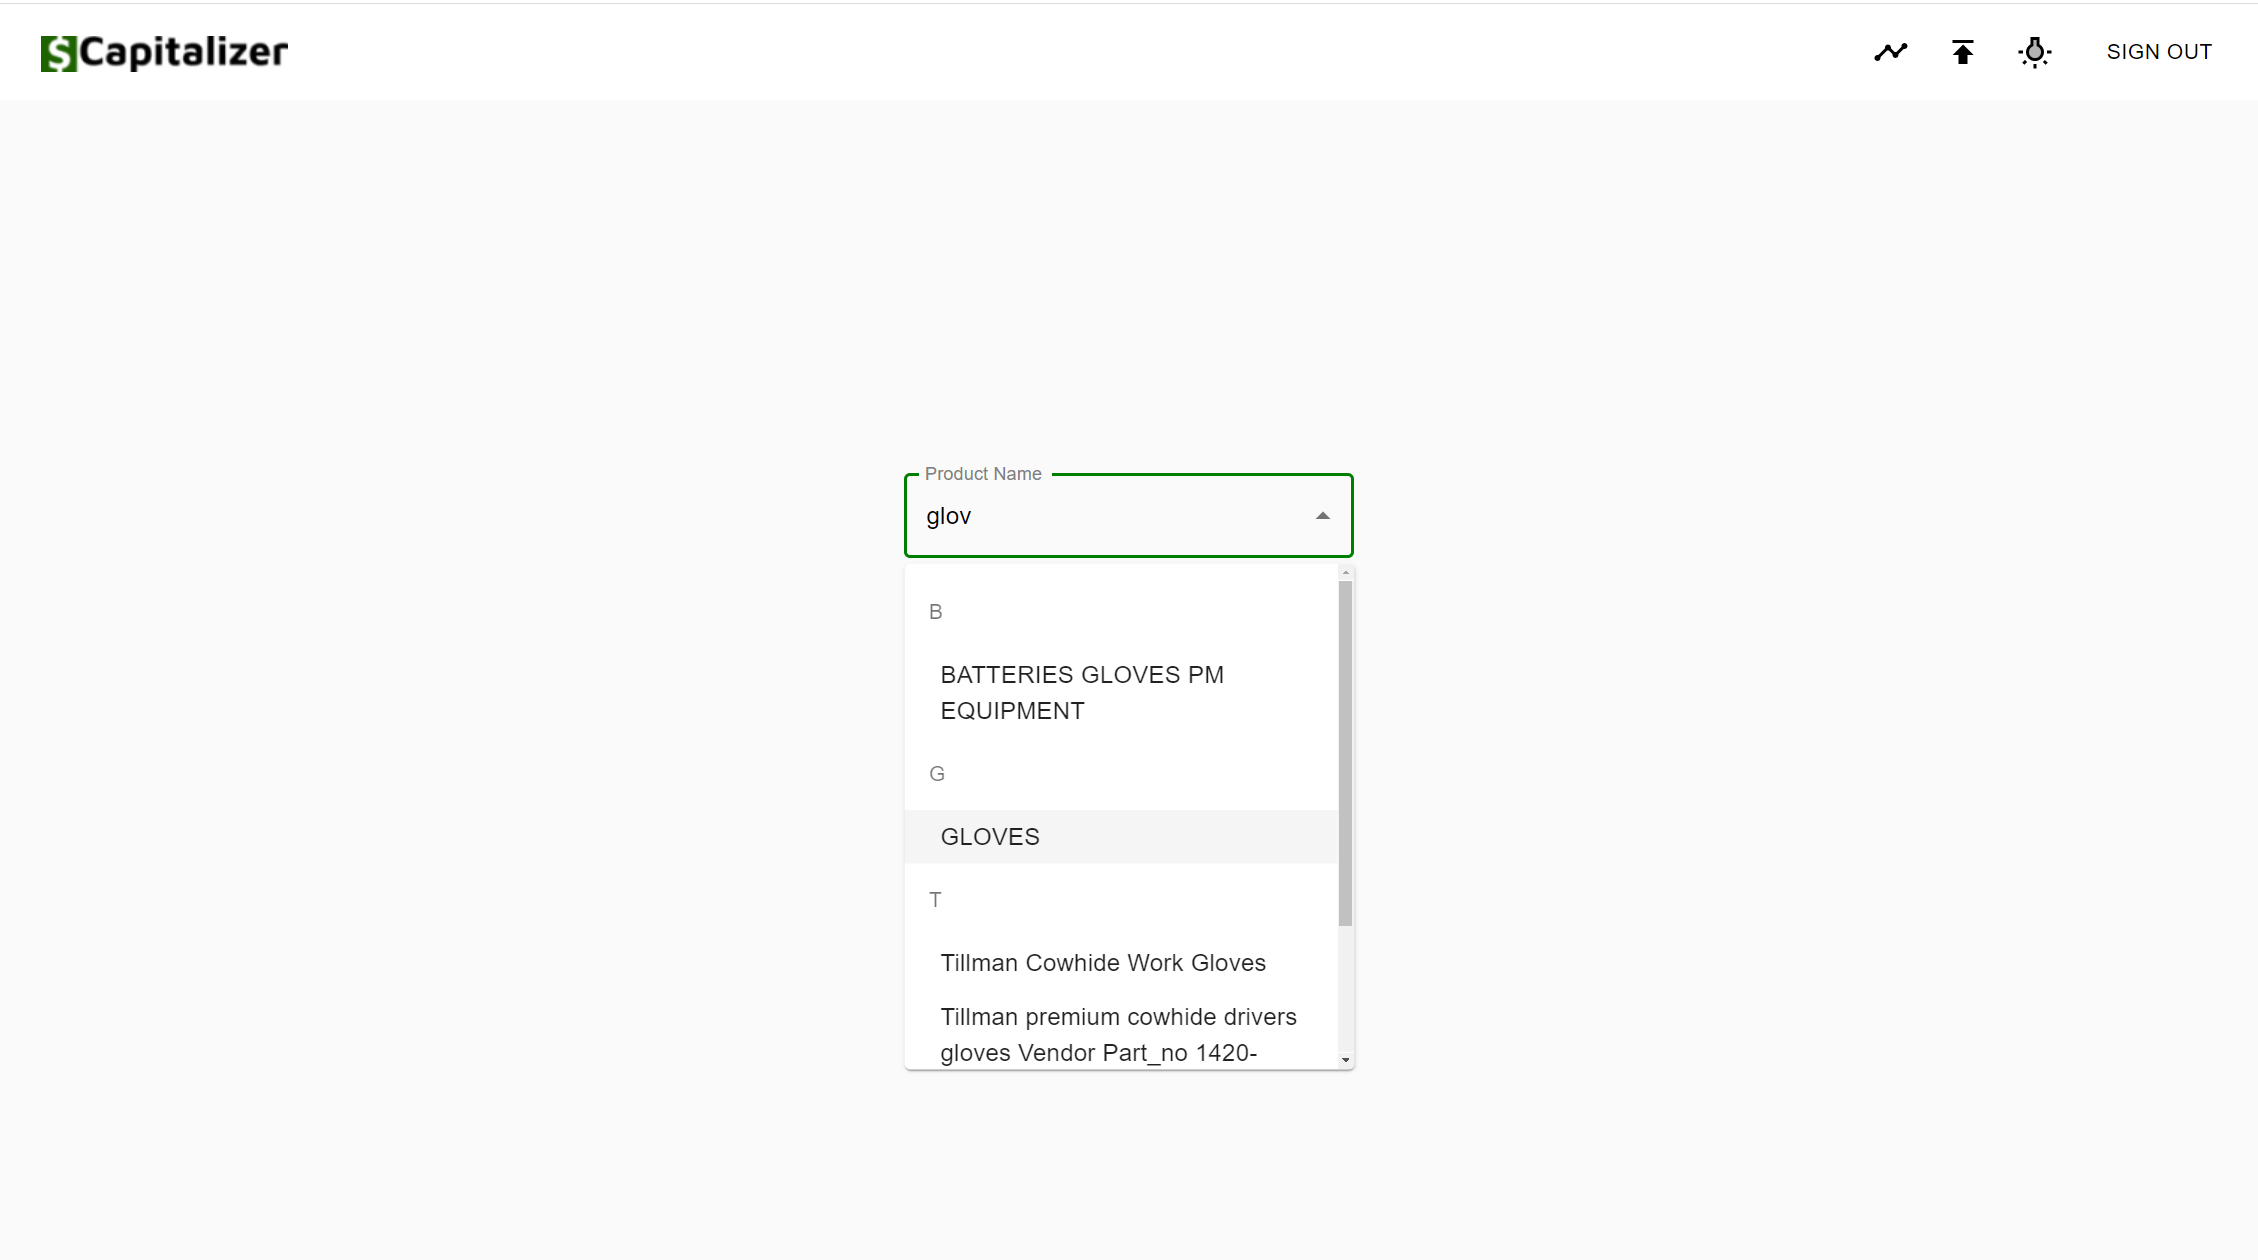 $Capitalizer
SIGN OUT
Product Name
glov
B
BATTERIES GLOVES PM
EQUIPMENT
G
GLOVES
T
Tillman Cowhide Work Gloves
Tillman premium cowhide drivers
gloves Vendor Part_no 1420-